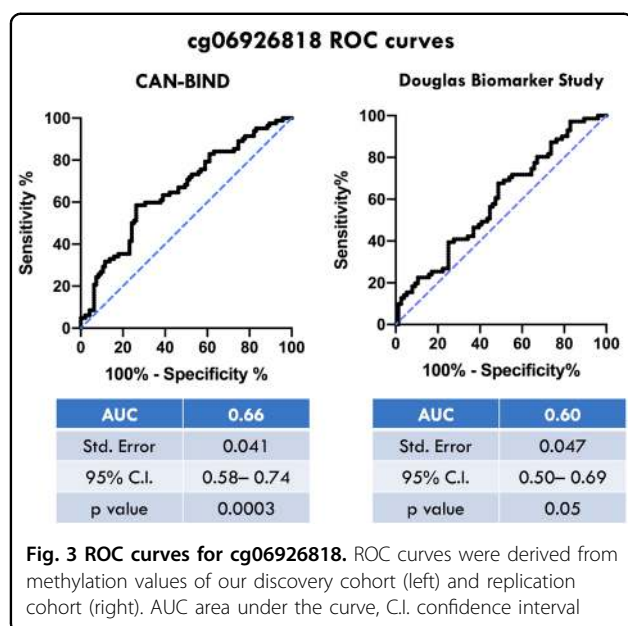 cg06926818 ROC curves
CAN-BIND
Sensitivity %
100
80
60
40
20
0
0 20 40 60 80 100
100% - Specificity %
AUC 0.66
Std. Error 0.041
95% C.I. 0.58– 0.74
p value 0.0003
Douglas Biomarker Study
Sensitivity%
100
80
60
40
20
0
0 20 40 60 80 100
100% - Specificity%
AUC 0.60
Std. Error 0.047
95% C.I. 0.50– 0.69
p value 0.05
Fig. 3 ROC curves for cg06926818. ROC curves were derived from
methylation values of our discovery cohort (left) and replication
cohort (right). AUC area under the curve, C.I. confidence interval